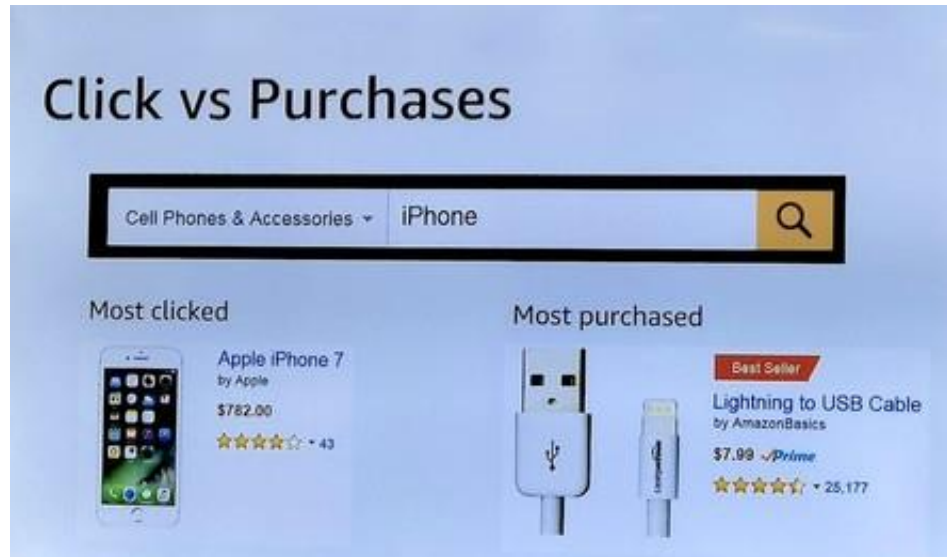 Click vs Purchases
Cell Phones & Accessories
iPhone
Most clicked
Apple iPhone 7
by Apple
$782.00
43
Most purchased
Best Seller
Lightning to USB Cable
by AmazonBasics
$7.99 Prime
25,177